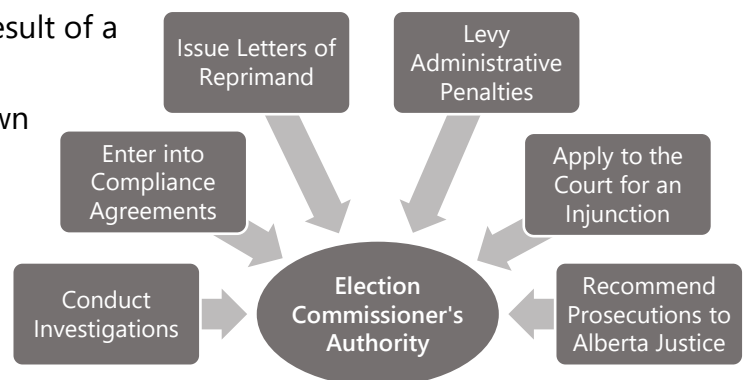 esult of a
wn
Issue Letters of
Reprimand
Levy
Administrative
Penalties
Enter into
Compliance
Agreements
Apply to the
Court for an
Injunction
Conduct
Investigations
Election
Commissioner's
Authority
Recommend
Prosecutions to
Alberta Justice